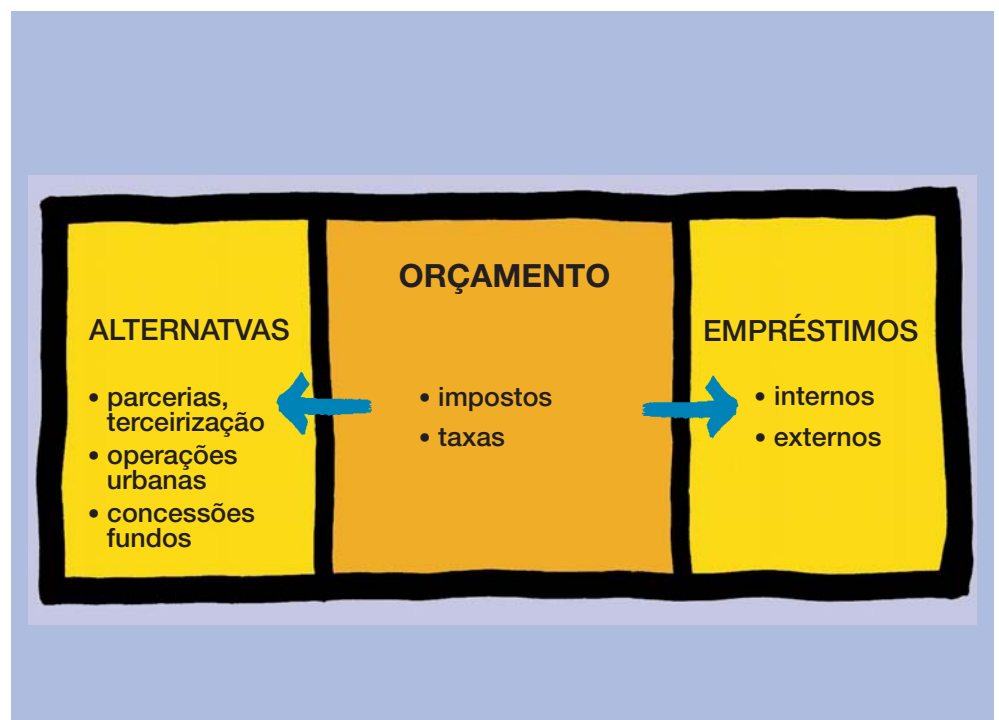 ALTERNATVAS
• parcerias,
terceirização
• operações
urbanas
• concessões
fundos
ORÇAMENTO
• impostos
• taxas
EMPRÉSTIMOS
• internos
• externos